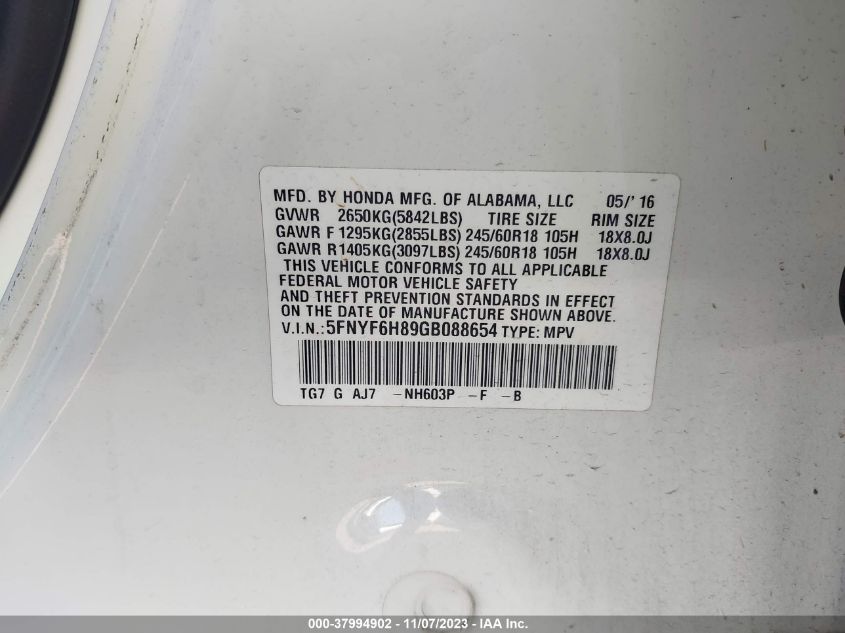 MFD. BY HONDA MFG. OF ALABAMA, LLC 05/' 16
GVWR 2650KG(5842LBS) TIRE SIZE RIM SIZE
GAWR F 1295KG(2855LBS) 245/60R18 105H 18X8.0J
GAWR R1405KG(3097LBS) 245/60R18 105H 18X8.0J
THIS VEHICLE CONFORMS TO ALL APPLICABLE
FEDERAL MOTOR VEHICLE SAFETY
AND THEFT PREVENTION STANDARDS IN EFFECT
ON THE DATE OF MANUFACTURE SHOWN ABOVE.
V.I.N.: 5FNYF6H89GB088654 TYPE: MPV
TG7 G AJ7 -NH603P -F -B
000-37994902 - 11/07/2023 - IAA Inc.